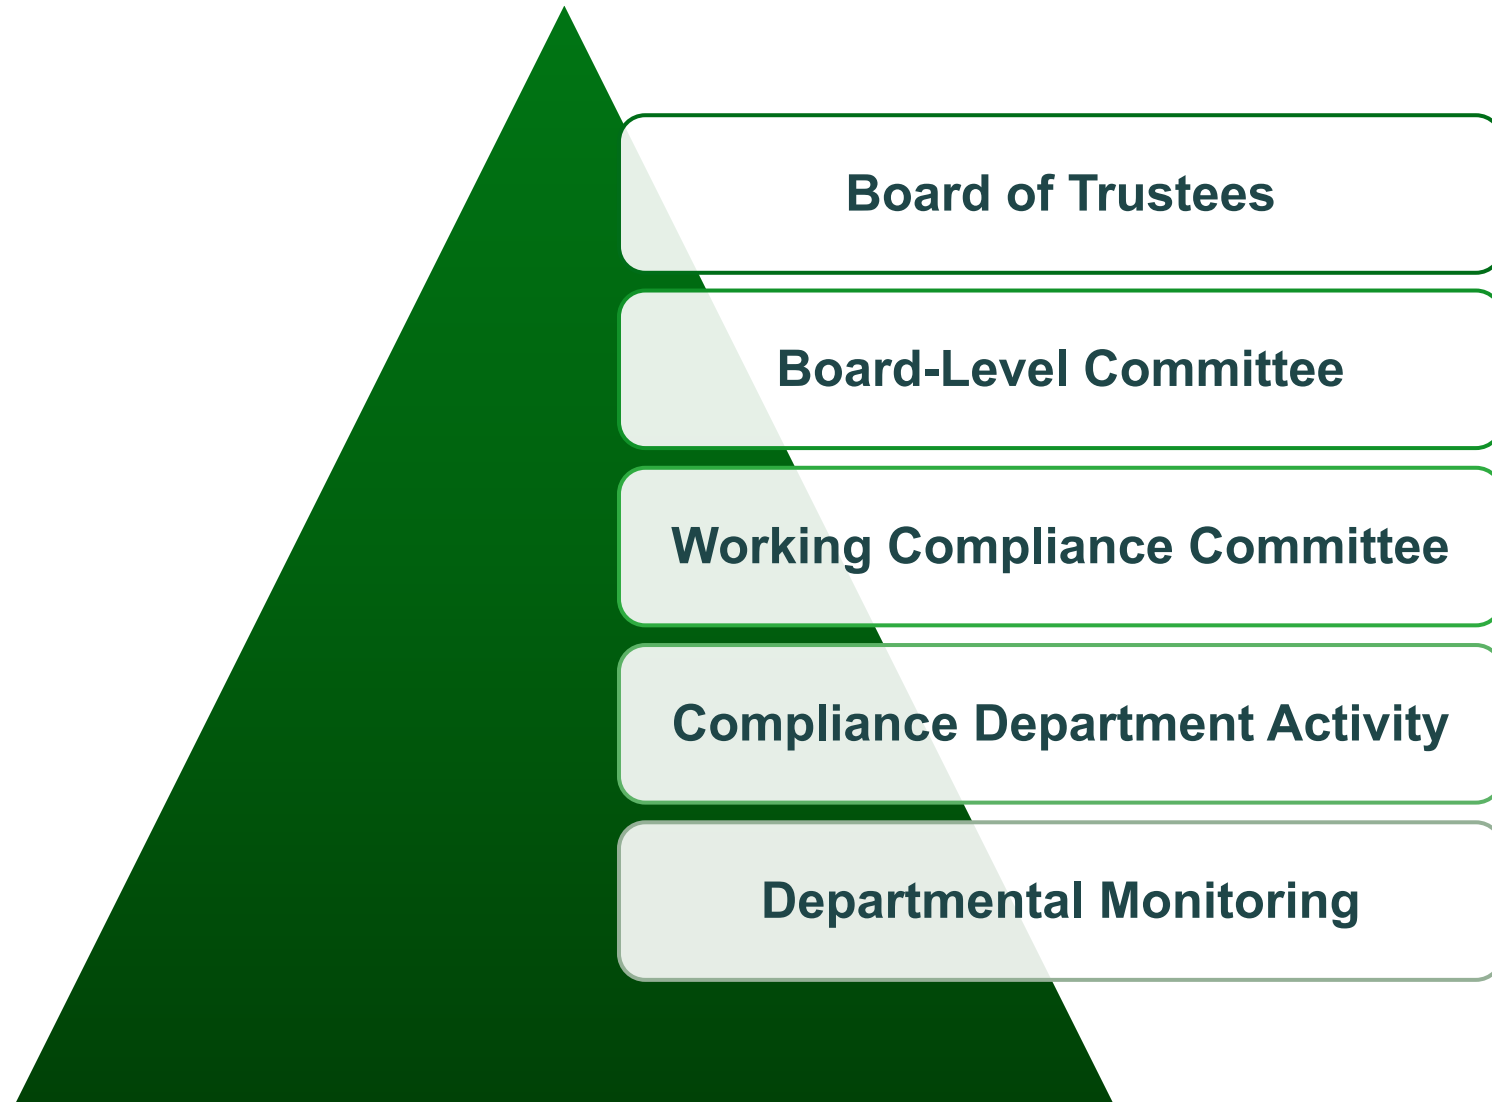 Board of Trustees
Board-Level Committee
Working Compliance Committee
Compliance Department Activity
Departmental Monitoring